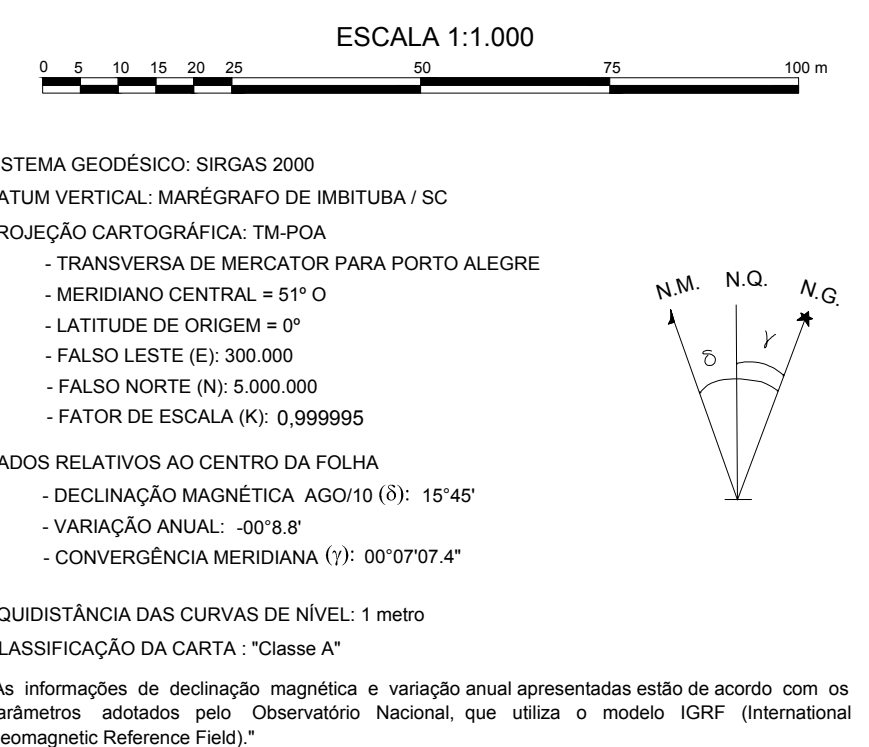 ESCALA 1:1.000
0 5 10 15 20 25 50 75 100 m
ISTEMA GEODÉSICO: SIRGAS 2000
ATUM VERTICAL: MARÉGRAFO DE IMBITUBA / SC
ROJEÇÃO CARTOGRÁFICA: TM-POA
- TRANSVERSA DE MERCATOR PARA PORTO ALEGRE
- MERIDIANO CENTRAL = 51º O
- LATITUDE DE ORIGEM = 0º
- FALSO LESTE (E): 300.000
- FALSO NORTE (N): 5.000.000
- FATOR DE ESCALA (K): 0,999995
N.M. N.Q. N.G.
δ γ
ADOS RELATIVOS AO CENTRO DA FOLHA
- DECLINAÇÃO MAGNÉTICA AGO/10 (δ): 15°45'
- VARIAÇÃO ANUAL: -00°8.8'
- CONVERGÊNCIA MERIDIANA (γ): 00°07'07.4"
QUIDISTÂNCIA DAS CURVAS DE NÍVEL: 1 metro
LASSIFICAÇÃO DA CARTA : "Classe A"
As informações de declinação magnética e variação anual apresentadas estão de acordo com os
arâmetros adotados pelo Observatório Nacional, que utiliza o modelo IGRF (International
eomagnetic Reference Field)."